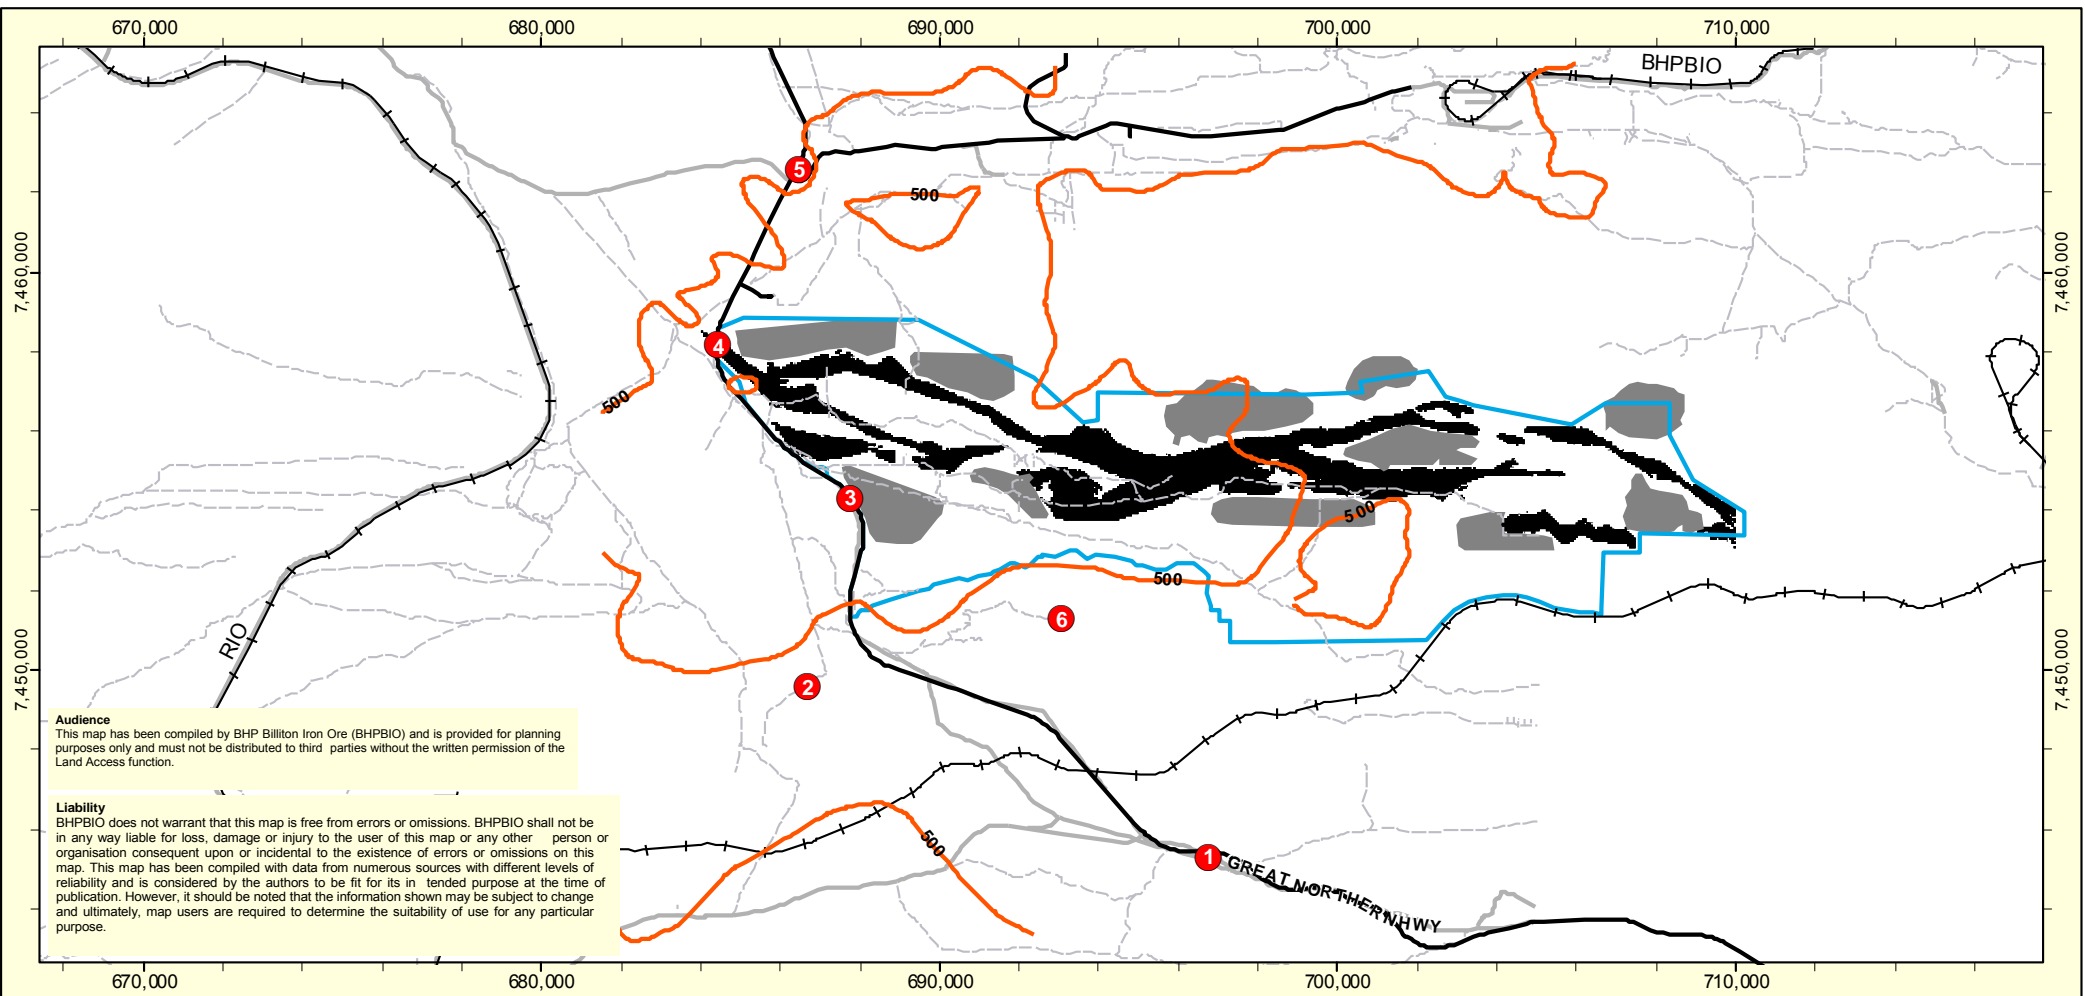 670,000 680,000 690,000 700,000 710,000
BHPBIO
5
500
7,460,000 7,460,000
4
500
3
500
500
6
RIO
7,450,000 7,450,000
2
Audience
This map has been compiled by BHP Billiton Iron Ore (BHPBIO) and is provided for planning
purposes only and must not be distributed to third parties without the written permission of the
Land Access function.
Liability
BHPBIO does not warrant that this map is free from errors or omissions. BHPBIO shall not be
in any way liable for loss, damage or injury to the user of this map or any other person or
organisation consequent upon or incidental to the existence of errors or omissions on this
map. This map has been compiled with data from numerous sources with different levels of
reliability and is considered by the authors to be fit for its in tended purpose at the time of
publication. However, it should be noted that the information shown may be subject to change
and ultimately, map users are required to determine the suitability of use for any particular
purpose.
500
1
GREAT NORTHERN HWY
670,000 680,000 690,000 700,000 710,000